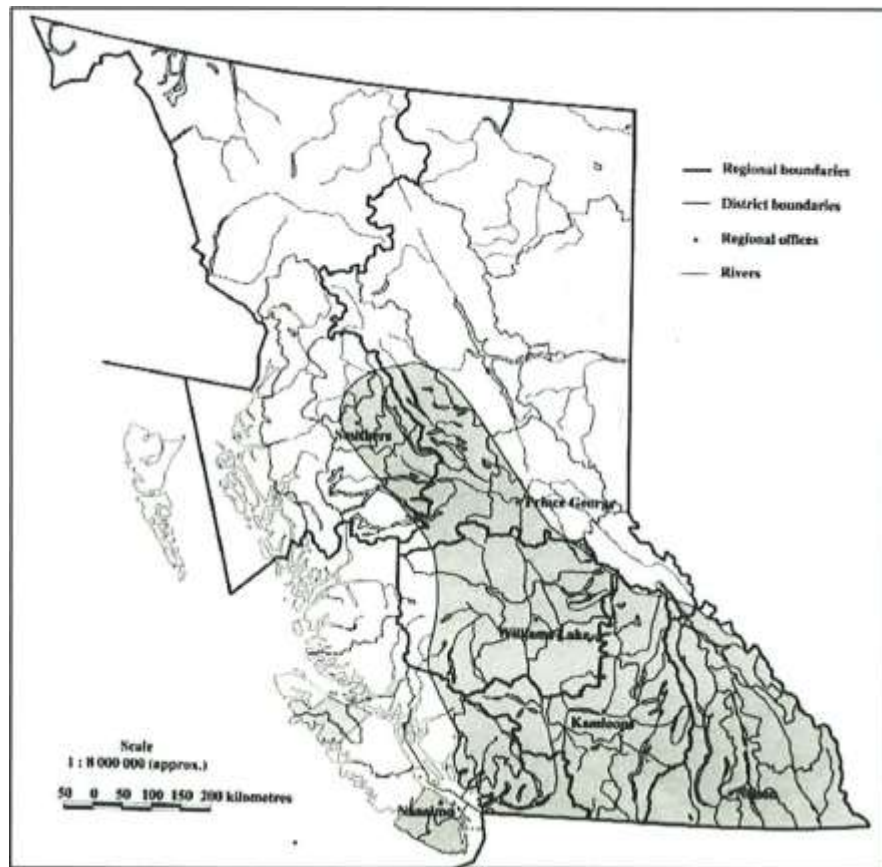 Regional boundaries
District boundaries
Regional offices
Rivers
Smithers
Prince George
Williams Lake
Kamloops
Nelson
Nanaimo
Scale
1 : 8 000 000 (approx.)
50 0 50 100 150 200 kilometres